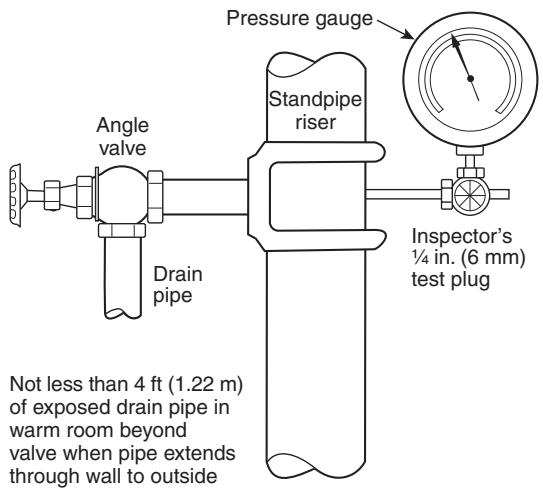 Pressure gauge
Standpipe
riser
Angle
valve
Inspector's
¼ in. (6 mm)
test plug
Drain
pipe
Not less than 4 ft (1.22 m)
of exposed drain pipe in
warm room beyond
valve when pipe extends
through wall to outside